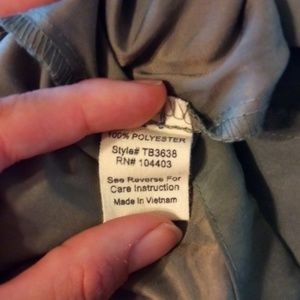 100% POLYESTER
Style# TB3638
RN# 104403
See Reverse For
Care Instruction
Made in Vietnam